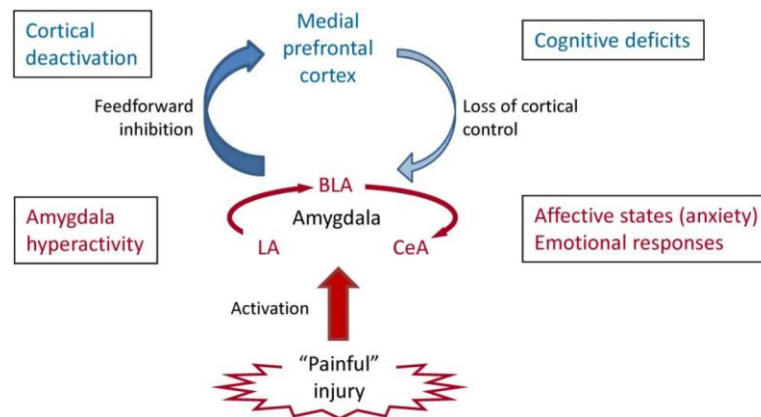 Cortical
deactivation
Medial
prefrontal
cortex
Cognitive deficits
Feedforward
inhibition
Loss of cortical
control
BLA
Amygdala
LA
CeA
Amygdala
hyperactivity
Affective states (anxiety)
Emotional responses
Activation
“Painful”
injury